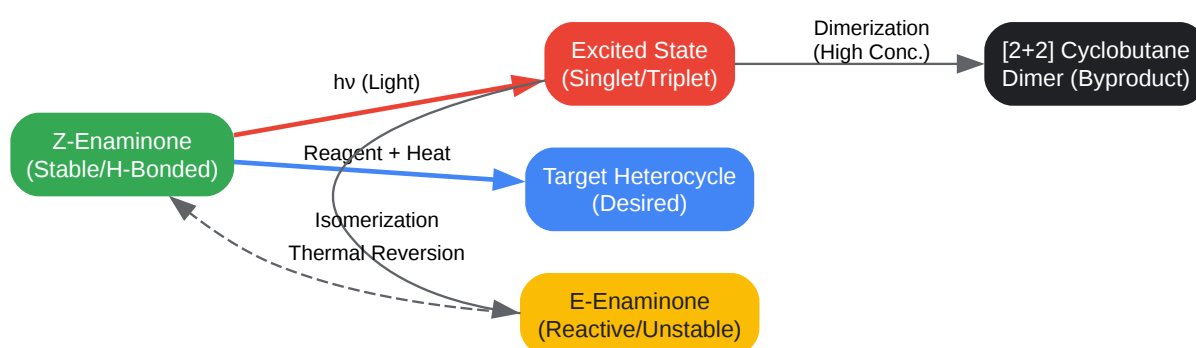 Dimerization
(High Conc.)
Excited State
(Singlet/Triplet)
[2+2] Cyclobutane
Dimer (Byproduct)
hν (Light)
Z-Enaminone
(Stable/H-Bonded)
Reagent + Heat
Target Heterocycle
(Desired)
Isomerization
Thermal Reversion
E-Enaminone
(Reactive/Unstable)